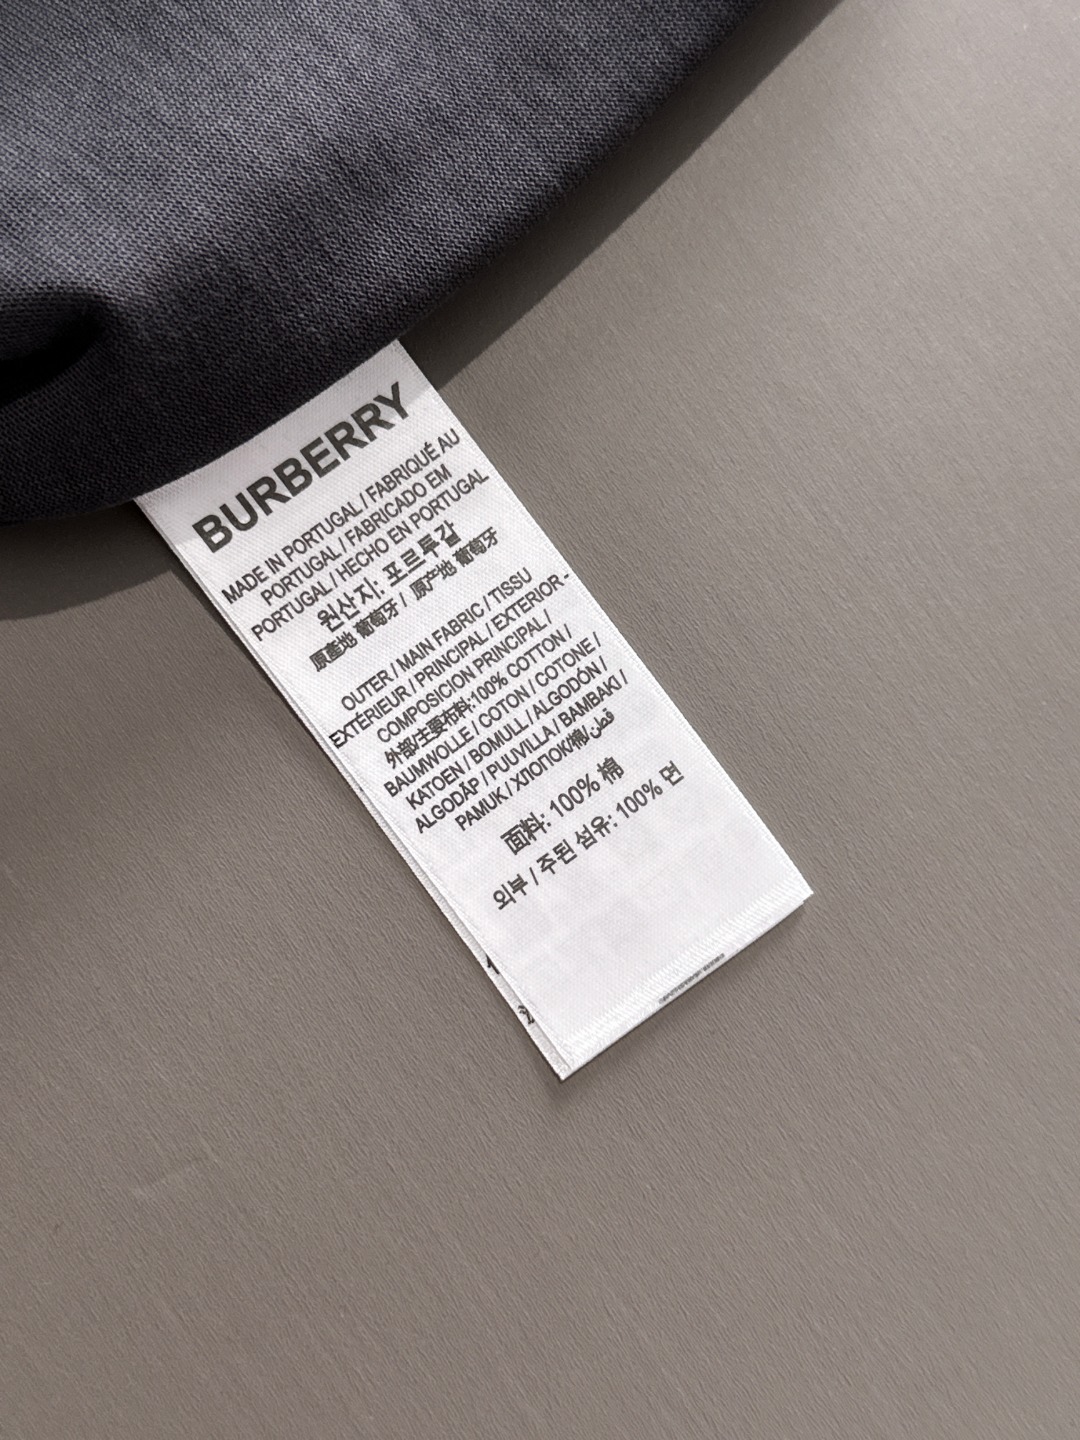 BURBERRY
MADE IN PORTUGAL / FABRIQUÉ AU
PORTUGAL / FABRICADO EM
PORTUGAL / HECHO EN PORTUGAL
원산지: 포르투갈
原產地 葡萄牙 / 原产地 葡萄牙
OUTER / MAIN FABRIC / TISSU
EXTÉRIEUR / PRINCIPAL / EXTERIOR -
COMPOSICION PRINCIPAL /
外部/主要布料:100% COTTON /
BAUMWOLLE / COTON / COTONE /
KATOEN / BOMULL / ALGODÓN /
ALGODÃP / PUUVILLA / BAMBAKI /
PAMUK / ХЛОПОК/棉/قطن
面料: 100% 棉
외부 / 주된 섬유: 100% 면